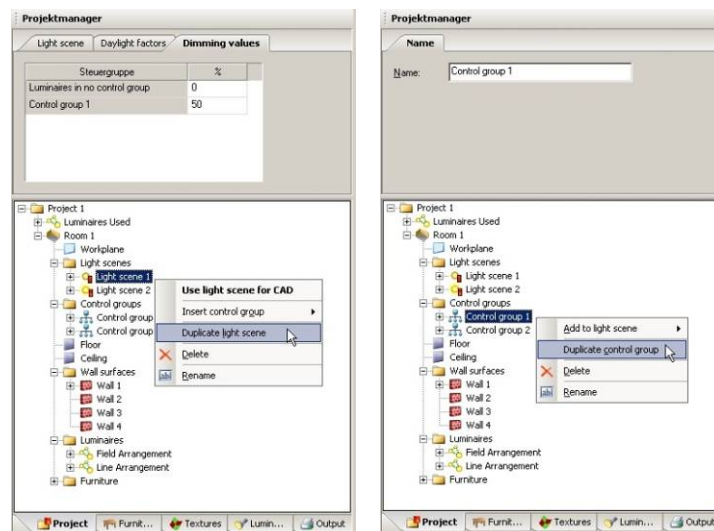 Projektmanager
Light scene Daylight factors Dimming values
Steuergruppe %
Luminaires in no control group 0
Control group 1 50
Project 1
Luminaires Used
Room 1
Workplane
Light scenes
Light scene 1
Light scene 2
Control groups
Control group
Control group
Floor
Ceiling
Wall surfaces
Wall 1
Wall 2
Wall 3
Wall 4
Luminaires
Field Arrangement
Line Arrangement
Furniture
Use light scene for CAD
Insert control group
Duplicate light scene
Delete
Rename
Project Furnit... Textures Lumin... Output
Projektmanager
Name
Name: Control group 1
Project 1
Luminaires Used
Room 1
Workplane
Light scenes
Light scene 1
Light scene 2
Control groups
Control group 1
Control group 2
Floor
Ceiling
Wall surfaces
Wall 1
Wall 2
Wall 3
Wall 4
Luminaires
Field Arrangement
Line Arrangement
Furniture
Add to light scene
Duplicate control group
Delete
Rename
Project Furnit... Textures Lumin... Output